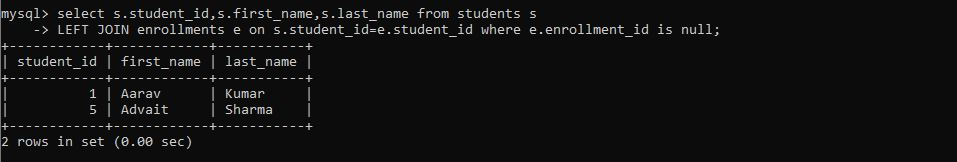 mysql> select s.student_id,s.first_name,s.last_name from students s
    -> LEFT JOIN enrollments e on s.student_id=e.student_id where e.enrollment_id is null;
+------------+------------+-----------+
| student_id | first_name | last_name |
+------------+------------+-----------+
|          1 | Aarav      | Kumar     |
|          5 | Advait     | Sharma    |
+------------+------------+-----------+
2 rows in set (0.00 sec)